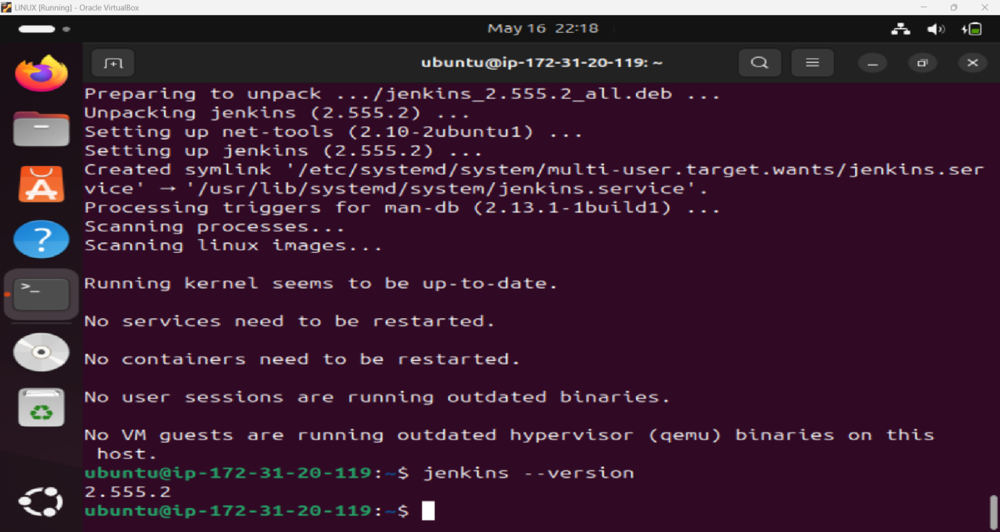 LINUX [Running] - Oracle VirtualBox
May 16 22:18
ubuntu@ip-172-31-20-119: ~
Preparing to unpack .../jenkins_2.555.2_all.deb ...
Unpacking jenkins (2.555.2) ...
Setting up net-tools (2.10-2ubuntu1) ...
Setting up jenkins (2.555.2) ...
Created symlink '/etc/systemd/system/multi-user.target.wants/jenkins.ser
vice' → '/usr/lib/systemd/system/jenkins.service'.
Processing triggers for man-db (2.13.1-1build1) ...
Scanning processes...
Scanning linux images...
Running kernel seems to be up-to-date.
No services need to be restarted.
No containers need to be restarted.
No user sessions are running outdated binaries.
No VM guests are running outdated hypervisor (qemu) binaries on this
host.
ubuntu@ip-172-31-20-119:~$ jenkins --version
2.555.2
ubuntu@ip-172-31-20-119:~$